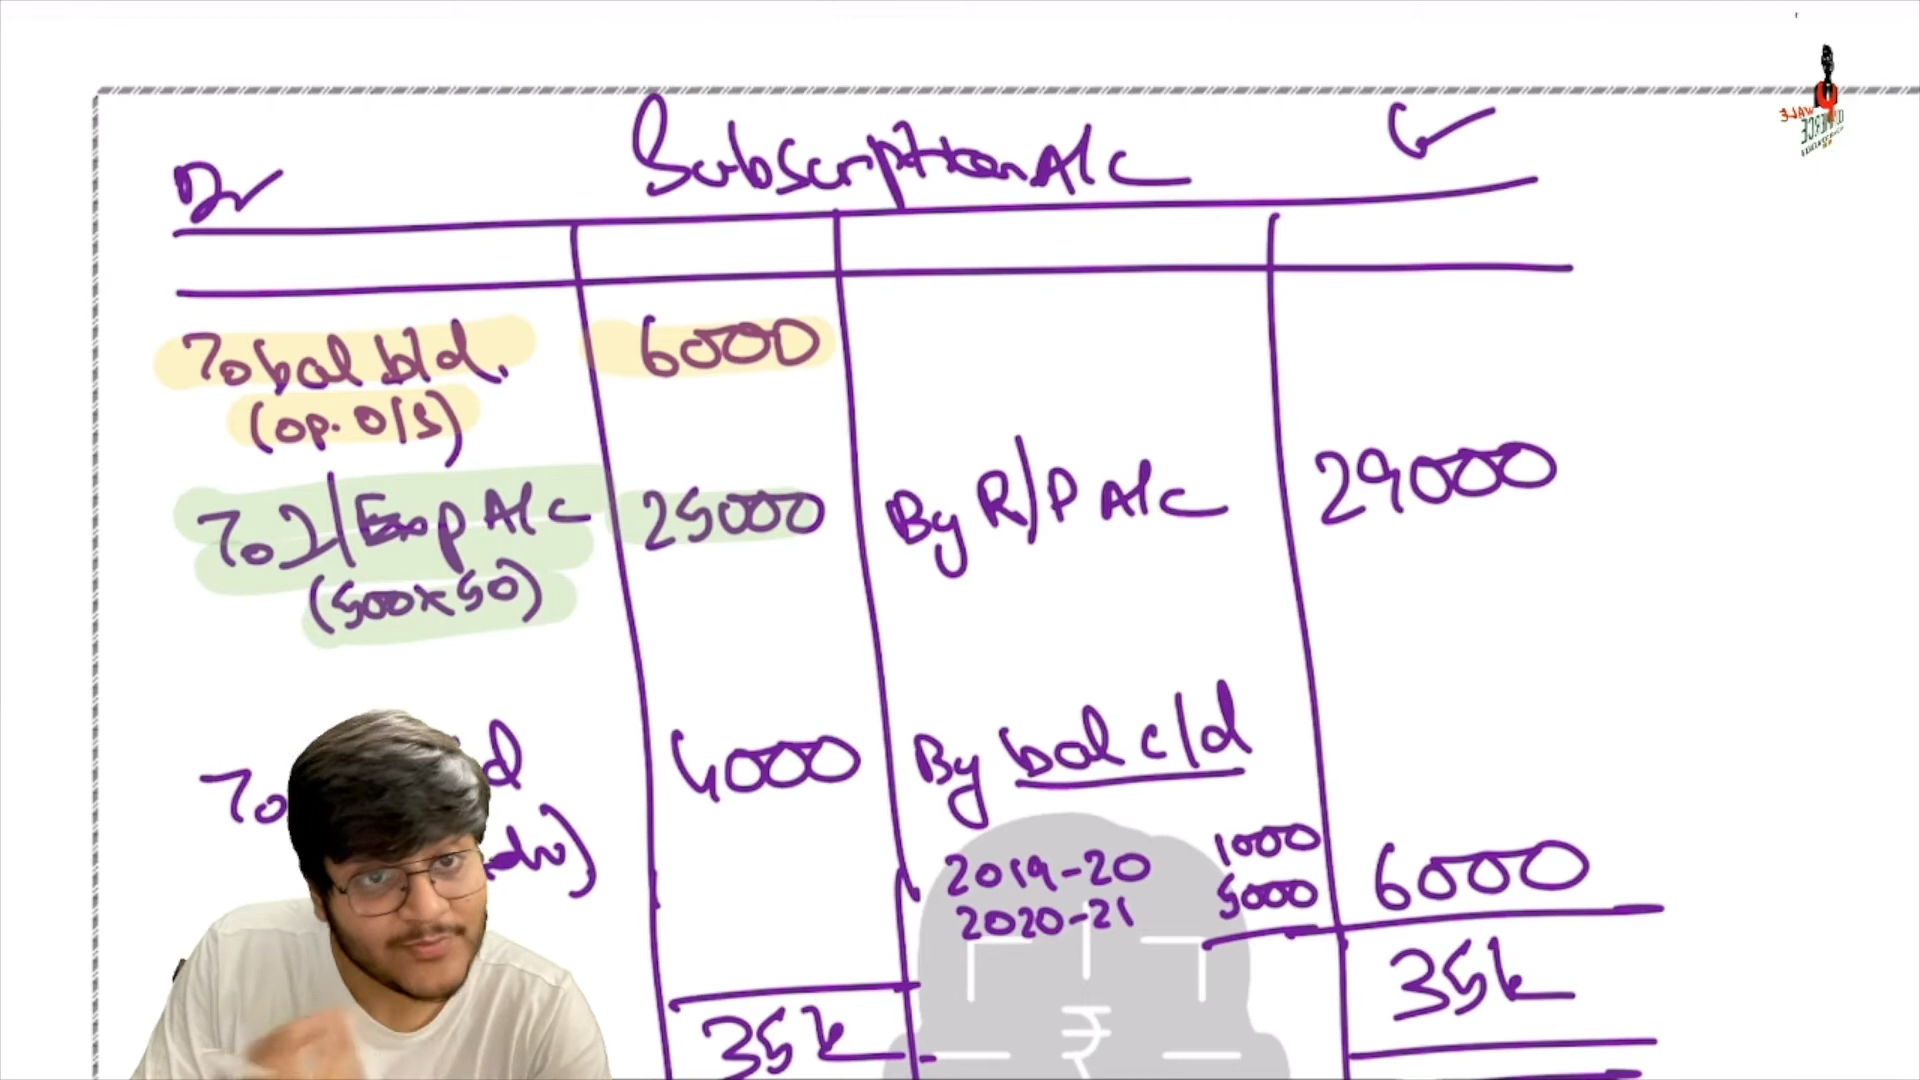 Subscription A/c
Dr
Cr
To bal b/d. 6000
(op. O/S)
To I/Exp A/c 25000 By R/P A/c 29000
(500x50)
To 4000 By bal c/d
2019-20 1000
2020-21 5000 6000
35k
35k
₹